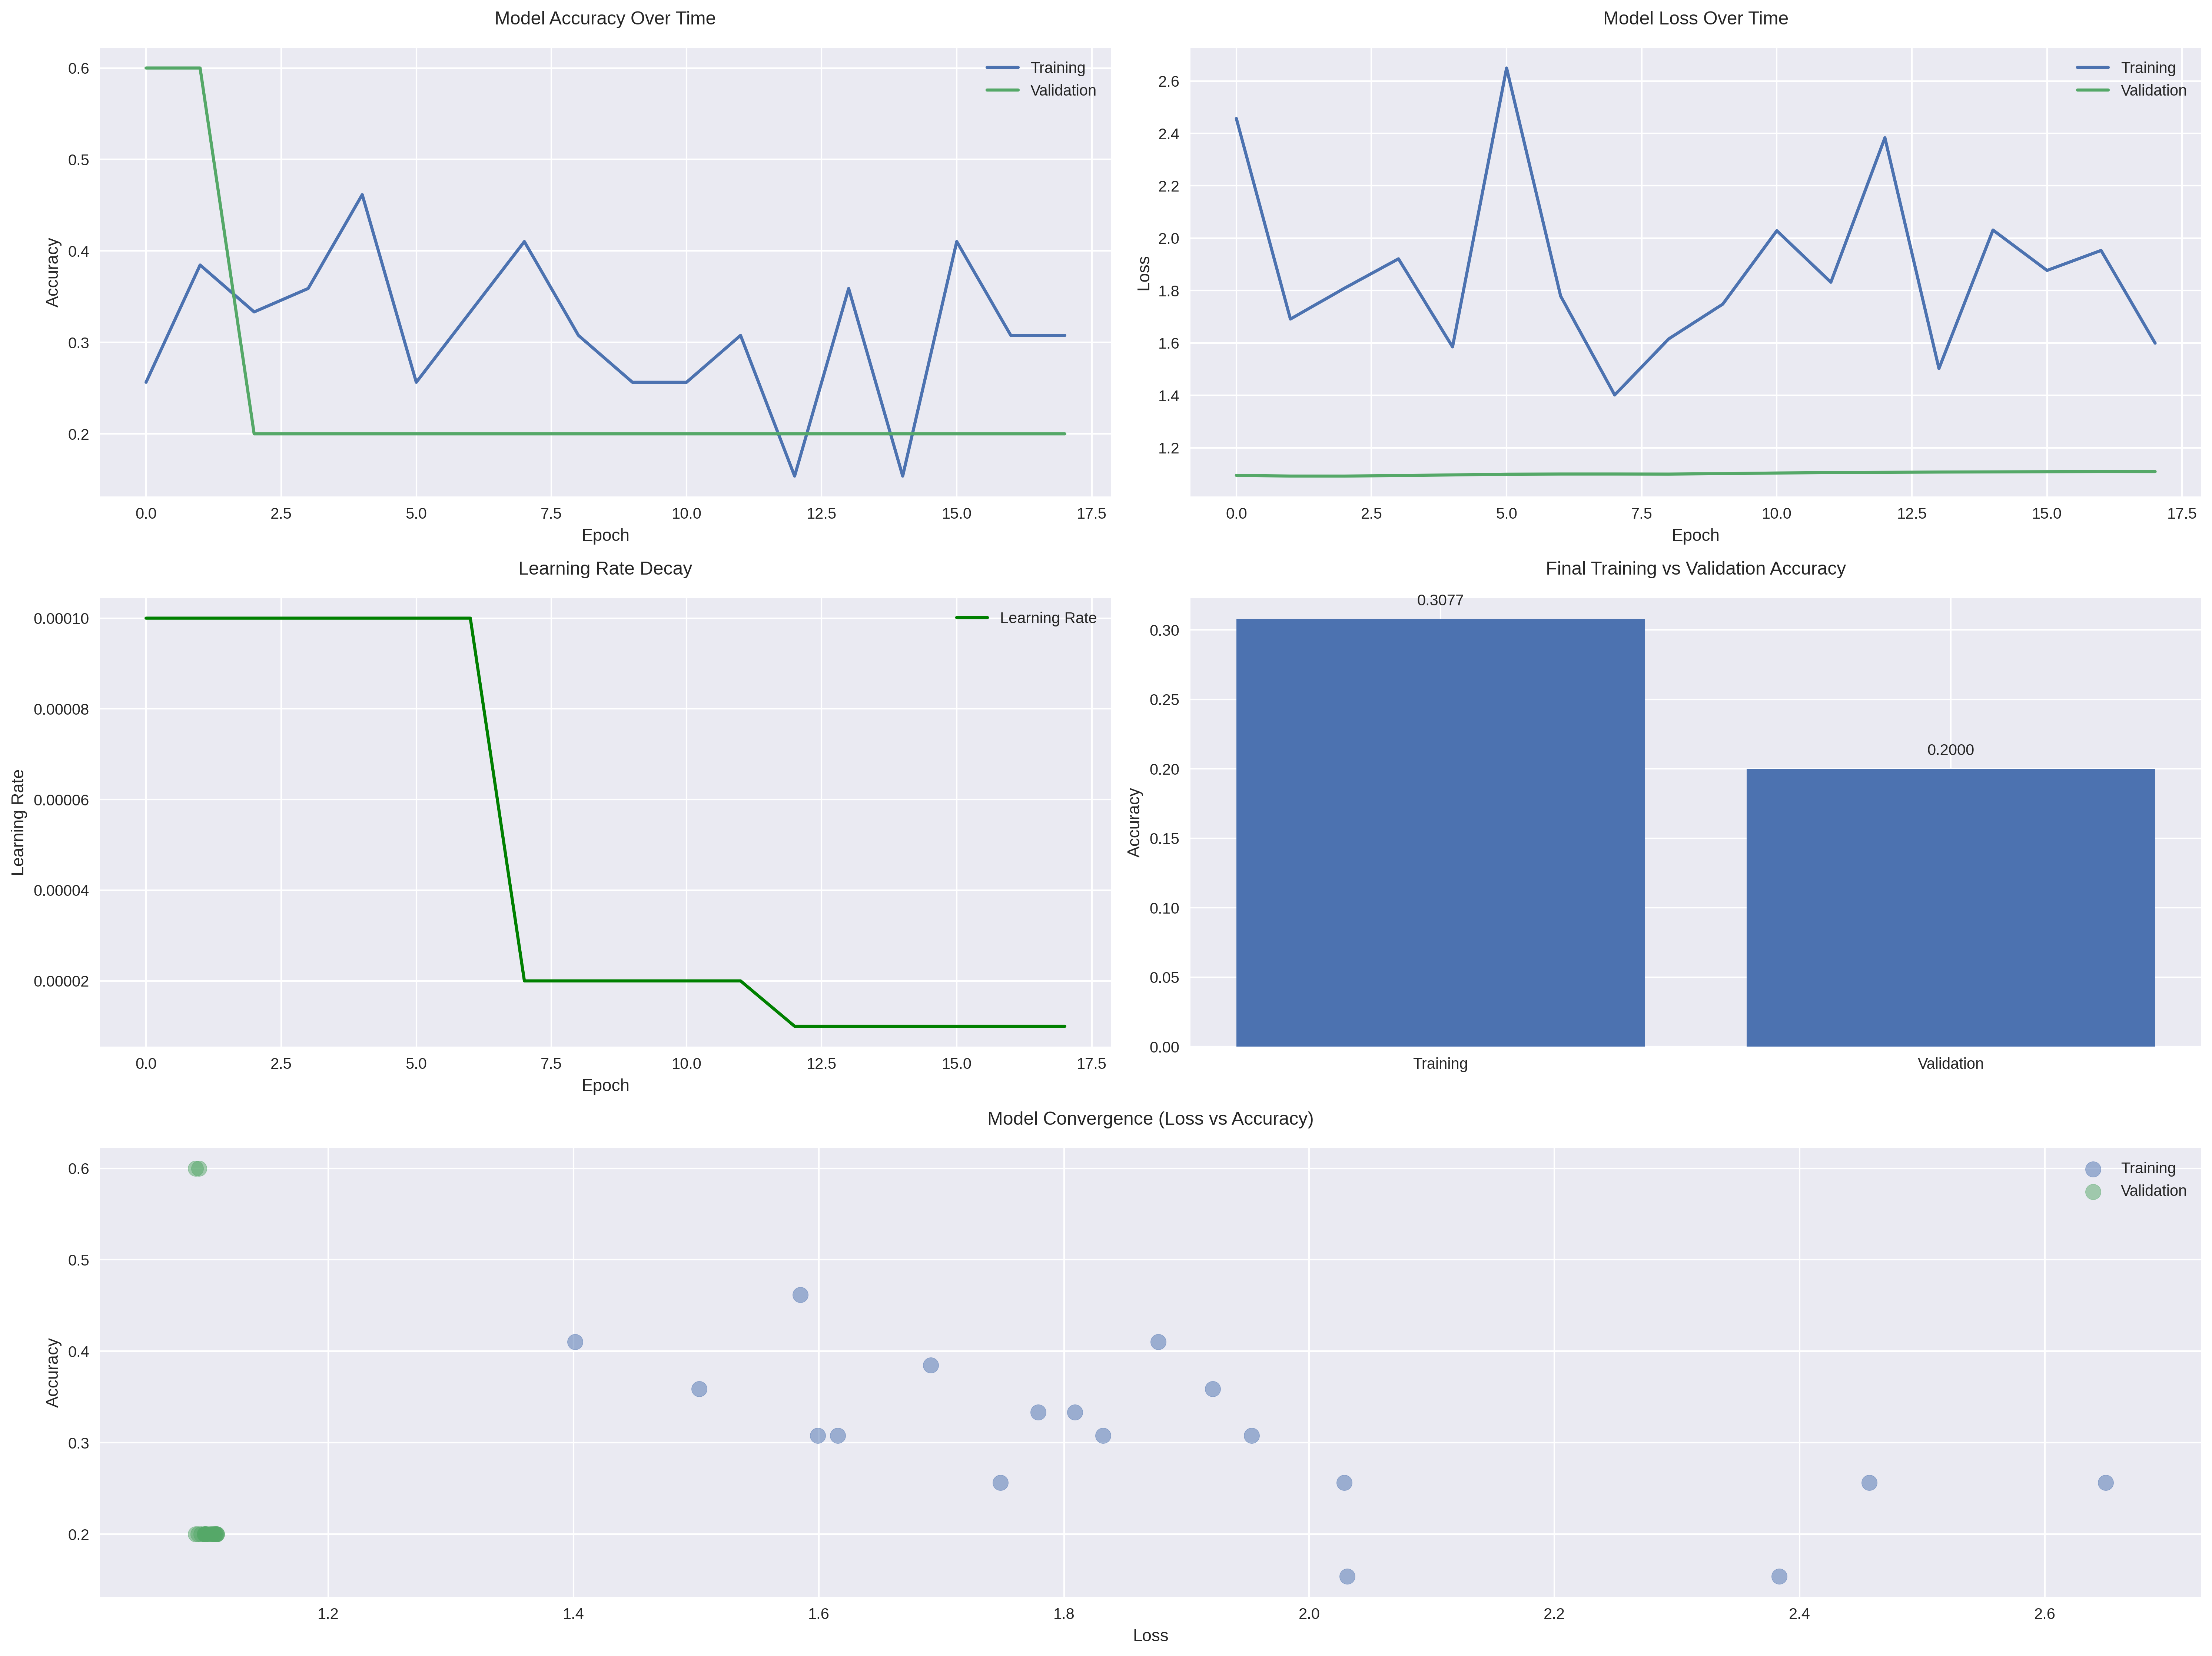 Model Accuracy Over Time
Training
Validation
0.6
0.5
0.4
0.3
0.2
Accuracy
0.0 2.5 5.0 7.5 10.0 12.5 15.0 17.5
Epoch
Model Loss Over Time
Training
Validation
2.6
2.4
2.2
2.0
1.8
1.6
1.4
1.2
Loss
0.0 2.5 5.0 7.5 10.0 12.5 15.0 17.5
Epoch
Learning Rate Decay
Learning Rate
0.00010
0.00008
0.00006
0.00004
0.00002
Learning Rate
0.0 2.5 5.0 7.5 10.0 12.5 15.0 17.5
Epoch
Final Training vs Validation Accuracy
0.3077
0.2000
0.30
0.25
0.20
0.15
0.10
0.05
0.00
Accuracy
Training Validation
Model Convergence (Loss vs Accuracy)
Training
Validation
0.6
0.5
0.4
0.3
0.2
Accuracy
1.2 1.4 1.6 1.8 2.0 2.2 2.4 2.6
Loss